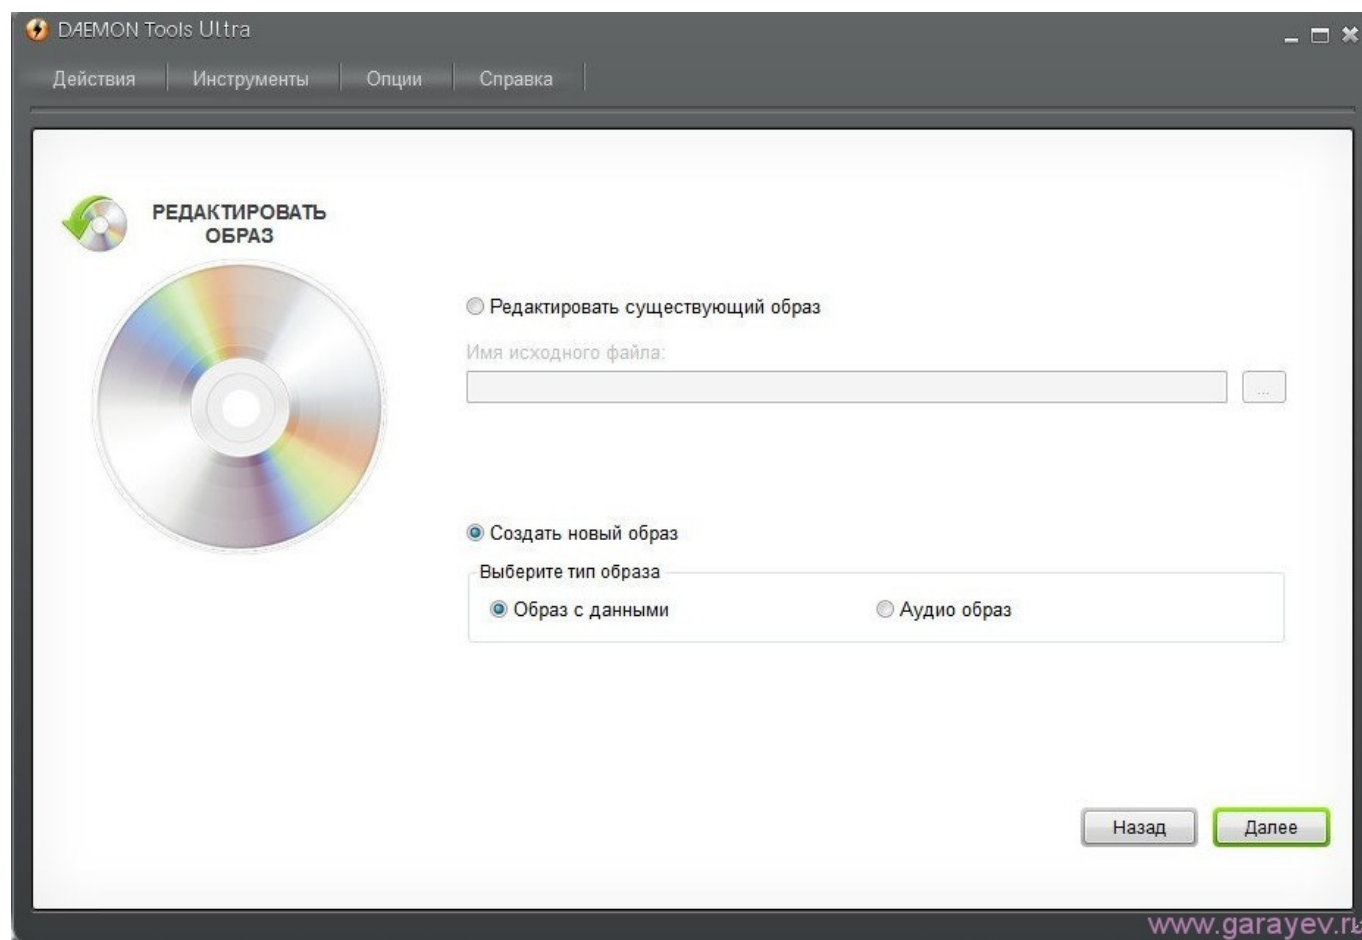 DAEMON Tools Ultra
Действия Инструменты Опции Справка
РЕДАКТИРОВАТЬ
ОБРАЗ
Редактировать существующий образ
Имя исходного файла:
...
Создать новый образ
Выберите тип образа
Образ с данными Аудио образ
Назад Далее
www.garayev.ru